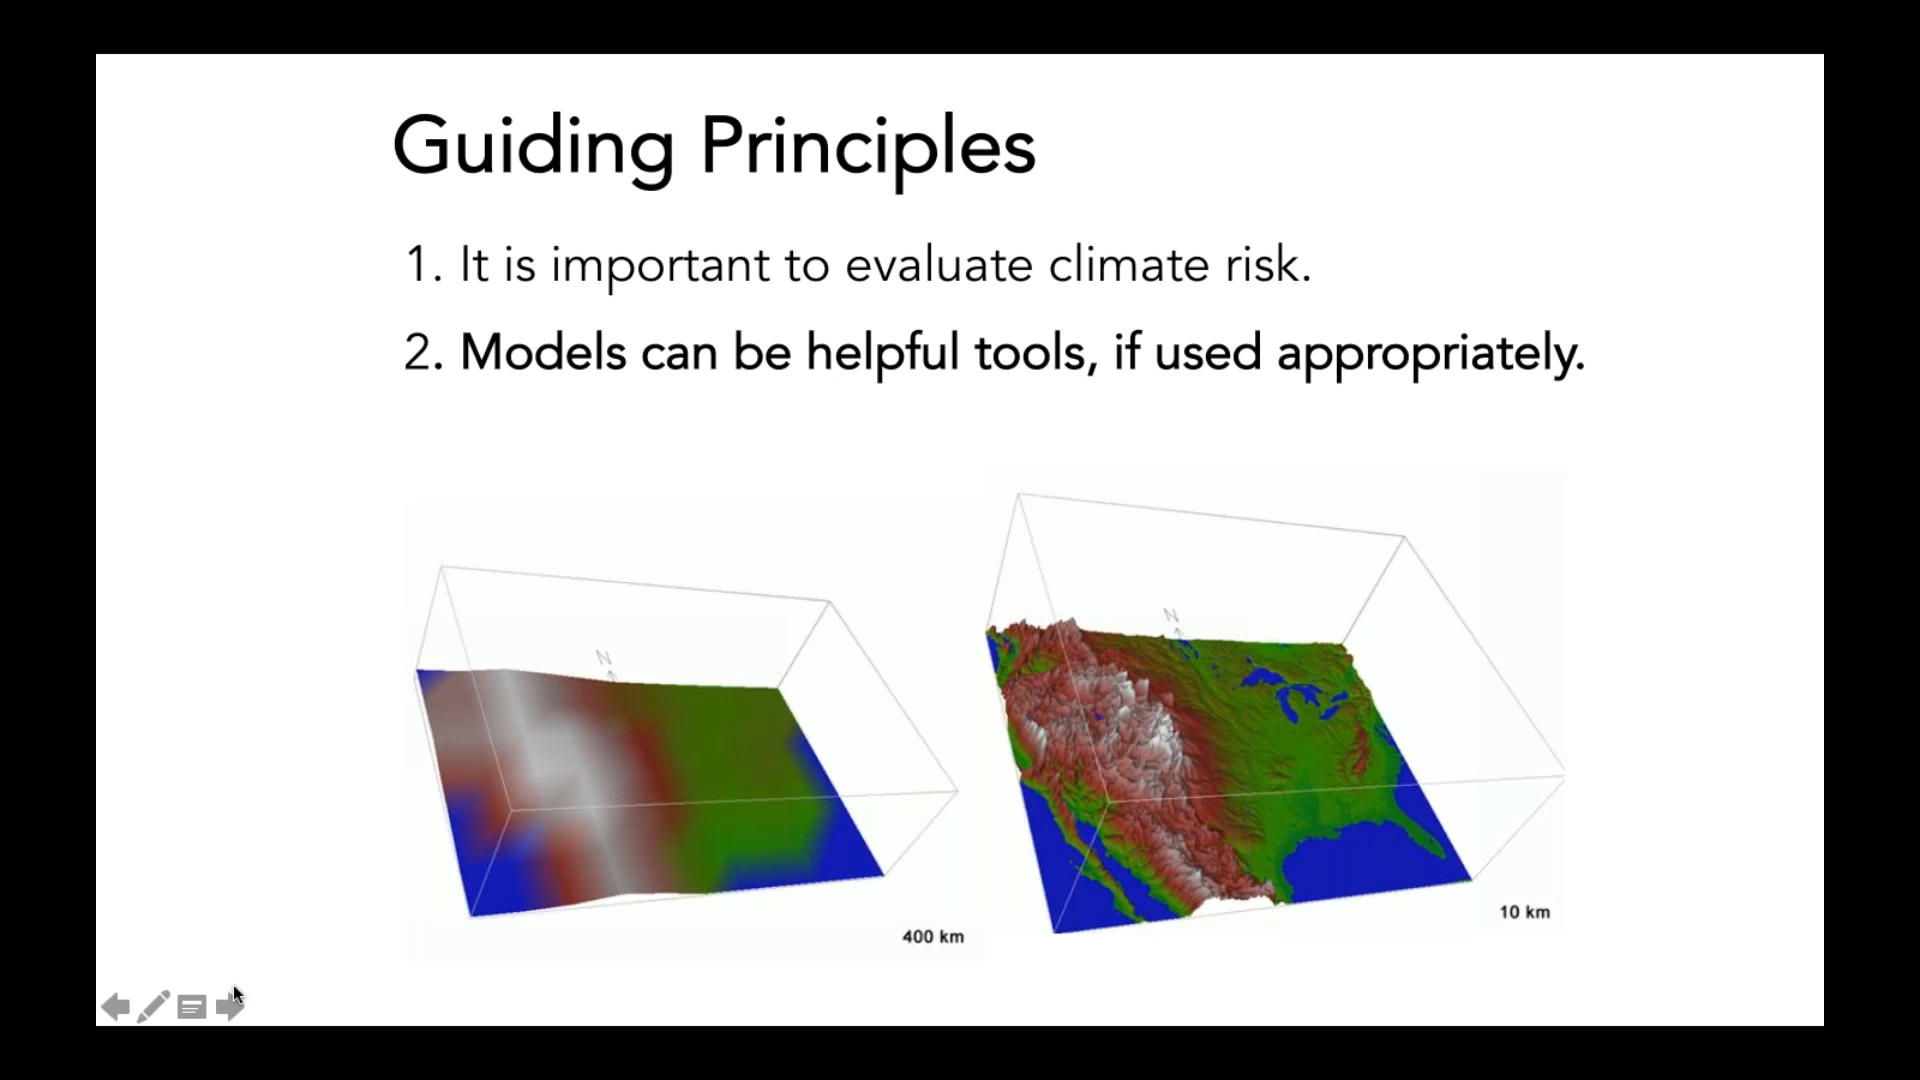 Guiding Principles
1. It is important to evaluate climate risk.
2. Models can be helpful tools, if used appropriately.
N
N
400 km
10 km